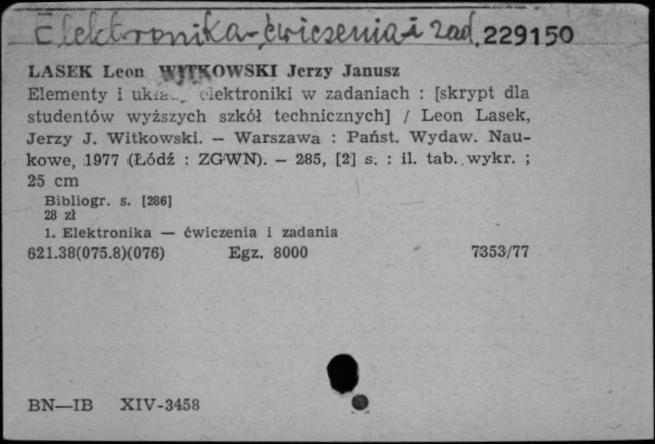 Elektronika-ćwiczenia i zad. 229150
LASEK Leon WITKOWSKI Jerzy Janusz
Elementy i elektroniki w zadaniach : [skrypt dla
studentów wyższych szkół technicznych] / Leon Lasek,
Jerzy J. Witkowski. — Warszawa : Państ. Wydaw. Nau-
kowe, 1977 (Łódź : ZGWN). — 285, [2] s. : il. tab. wykr. ;
25 cm
Bibliogr. s. [286]
28 zł
1. Elektronika — ćwiczenia i zadania
621.38(075.8)(076) Egz. 8000 7353/77
BN—IB XIV-3458